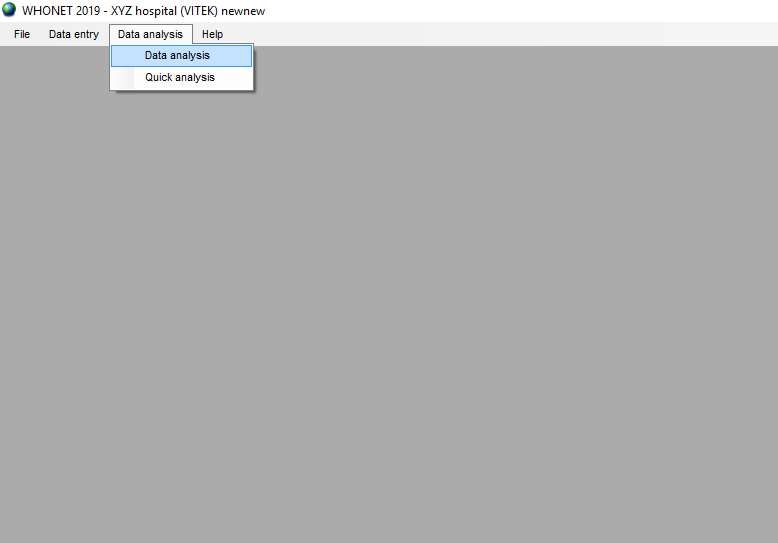 WHONET 2019 - XYZ hospital (VITEK) newnew
File Data entry Data analysis Help
Data analysis
Quick analysis